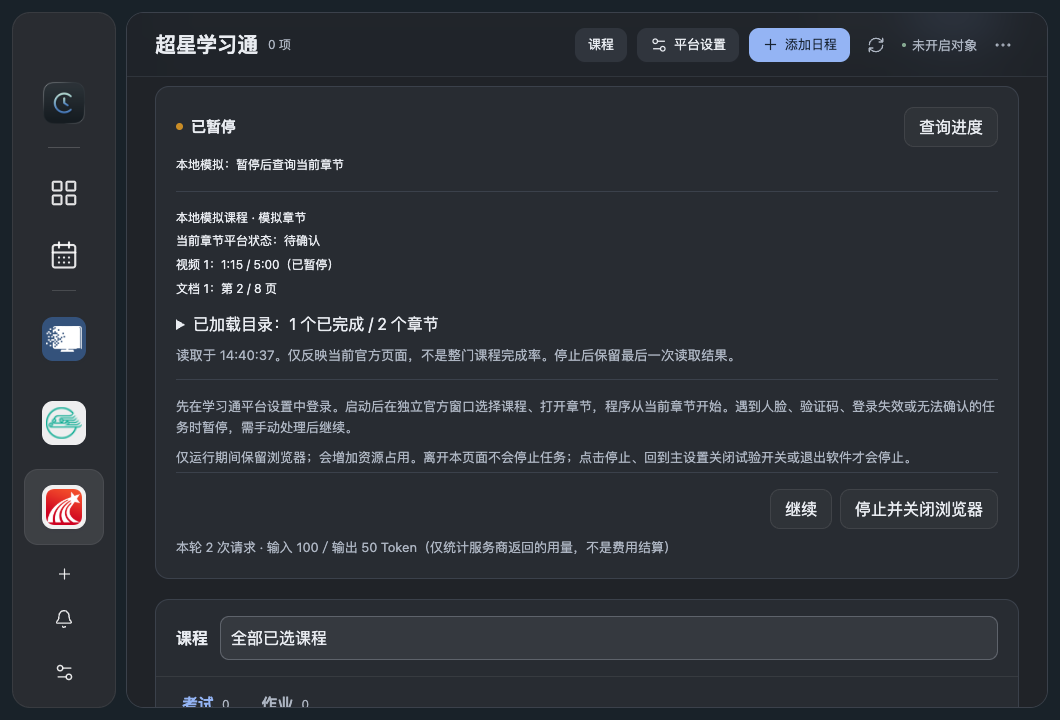 超星学习通 0 项
课程
平台设置
添加日程
未开启对象
已暂停
查询进度
本地模拟：暂停后查询当前章节
本地模拟课程 · 模拟章节
当前章节平台状态：待确认
视频 1：1:15 / 5:00（已暂停）
文档 1：第 2 / 8 页
已加载目录：1 个已完成 / 2 个章节
读取于 14:40:37。仅反映当前官方页面，不是整门课程完成率。停止后保留最后一次读取结果。
先在学习通平台设置中登录。启动后在独立官方窗口选择课程、打开章节，程序从当前章节开始。遇到人脸、验证码、登录失效或无法确认的任
务时暂停，需手动处理后继续。
仅运行期间保留浏览器；会增加资源占用。离开本页面不会停止任务；点击停止、回到主设置关闭试验开关或退出软件才会停止。
继续
停止并关闭浏览器
本轮 2 次请求 · 输入 100 / 输出 50 Token（仅统计服务商返回的用量，不是费用结算）
课程
全部已选课程
考试 0
作业 0